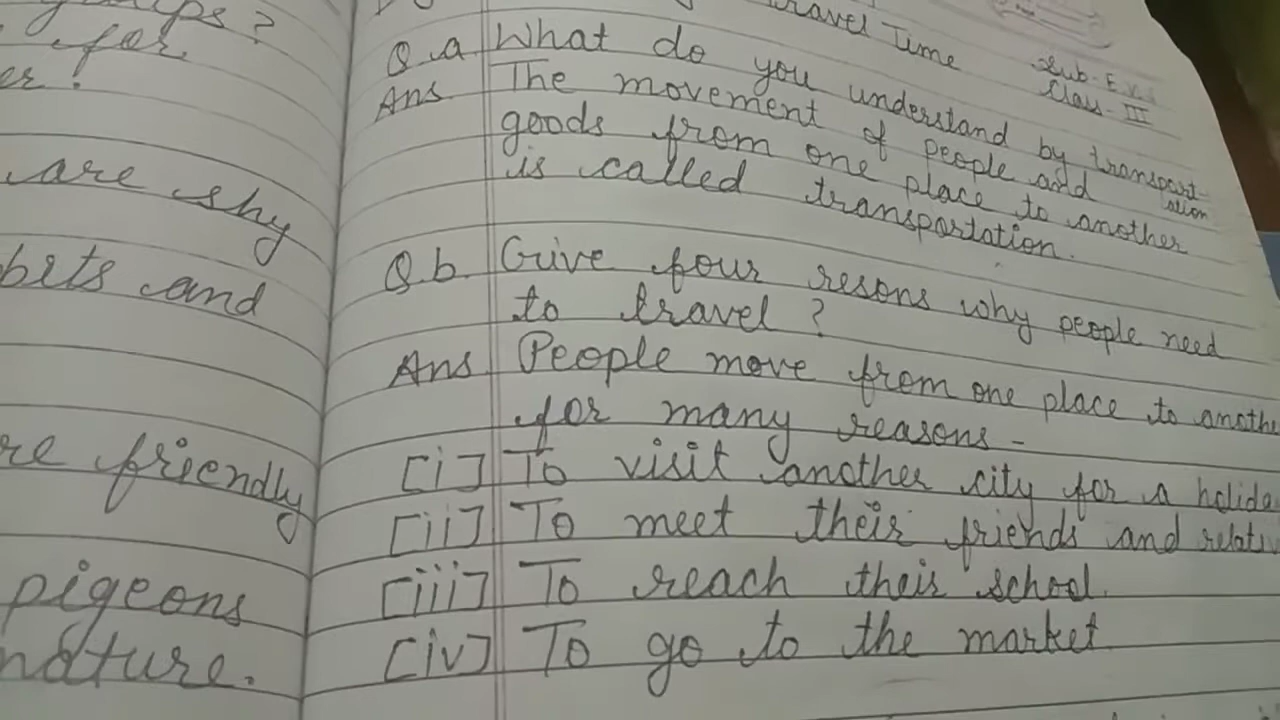 for
er !
are shy
bits and
re friendly
pigeons
nature.
Travel Time
Sub - E.V.S
Class - III
Q.a What do you understand by transport-
ation
Ans The movement of people and
goods from one place to another
is called transportation.
Q.b. Give four resons why people need
to travel ?
Ans People move from one place to anothe
for many reasons -
[i] To visit another city for a holida
[ii] To meet their friends and relati
[iii] To reach their school.
[iv] To go to the market